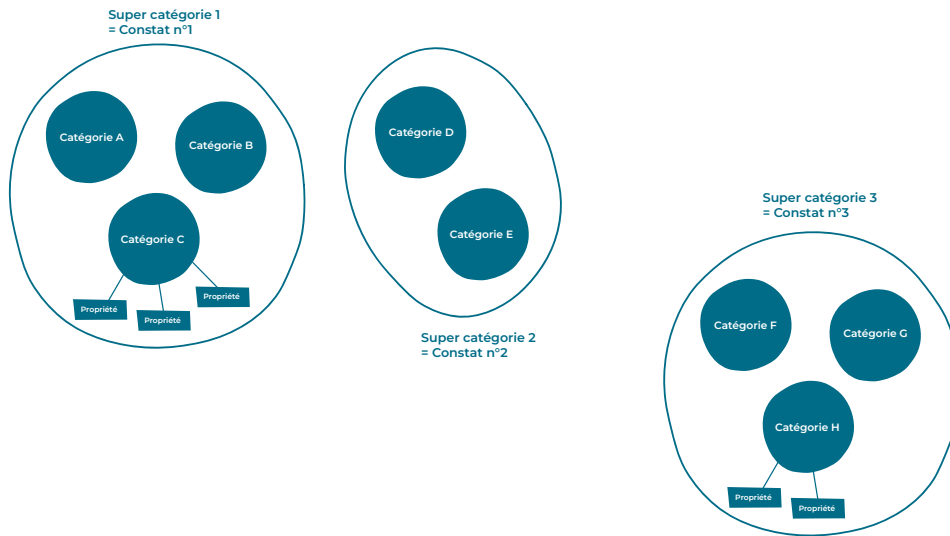 Super catégorie 1
= Constat n°1
Catégorie A
Catégorie B
Catégorie C
Propriété
Propriété
Propriété
Catégorie D
Catégorie E
Super catégorie 2
= Constat n°2
Super catégorie 3
= Constat n°3
Catégorie F
Catégorie G
Catégorie H
Propriété
Propriété